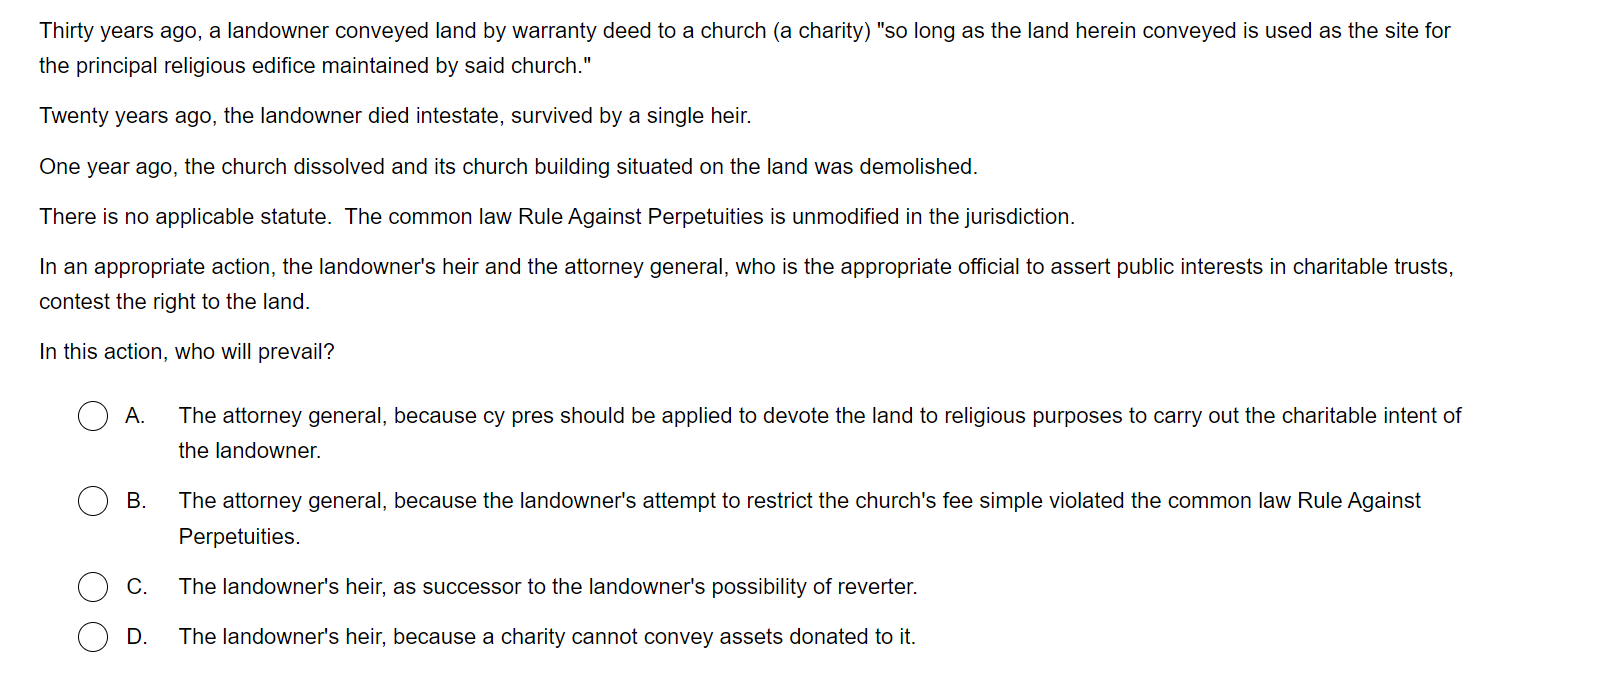 Thirty years ago, a landowner conveyed land by warranty deed to a church (a charity) "so long as the land herein conveyed is used as the site for
the principal religious edifice maintained by said church."
Twenty years ago, the landowner died intestate, survived by a single heir.
One year ago, the church dissolved and its church building situated on the land was demolished.
There is no applicable statute.  The common law Rule Against Perpetuities is unmodified in the jurisdiction.
In an appropriate action, the landowner's heir and the attorney general, who is the appropriate official to assert public interests in charitable trusts,
contest the right to the land.
In this action, who will prevail?
A. The attorney general, because cy pres should be applied to devote the land to religious purposes to carry out the charitable intent of
the landowner.
B. The attorney general, because the landowner's attempt to restrict the church's fee simple violated the common law Rule Against
Perpetuities.
C. The landowner's heir, as successor to the landowner's possibility of reverter.
D. The landowner's heir, because a charity cannot convey assets donated to it.